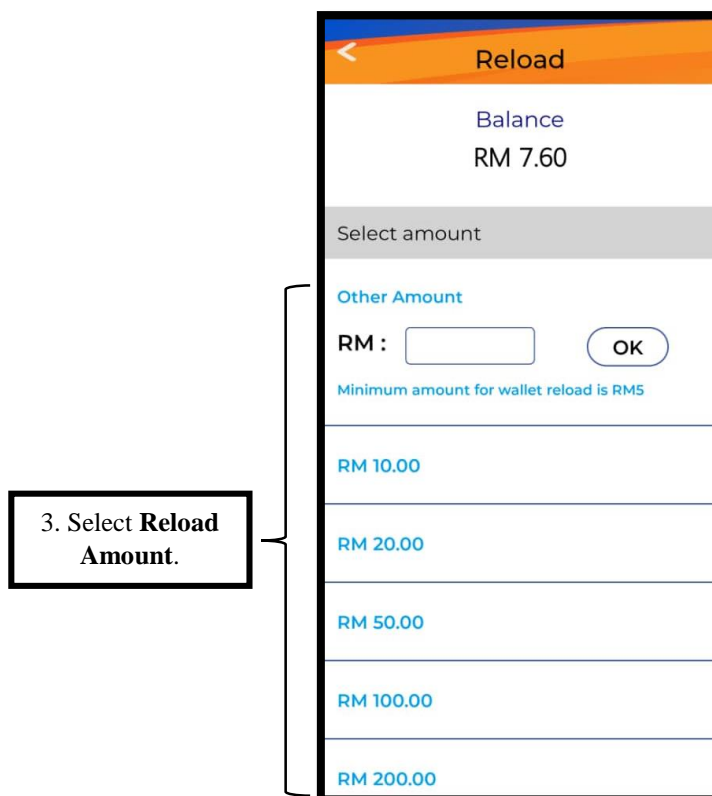 Reload
Balance
RM 7.60
Select amount
Other Amount
RM :
OK
Minimum amount for wallet reload is RM5
RM 10.00
3. Select Reload
Amount.
RM 20.00
RM 50.00
RM 100.00
RM 200.00